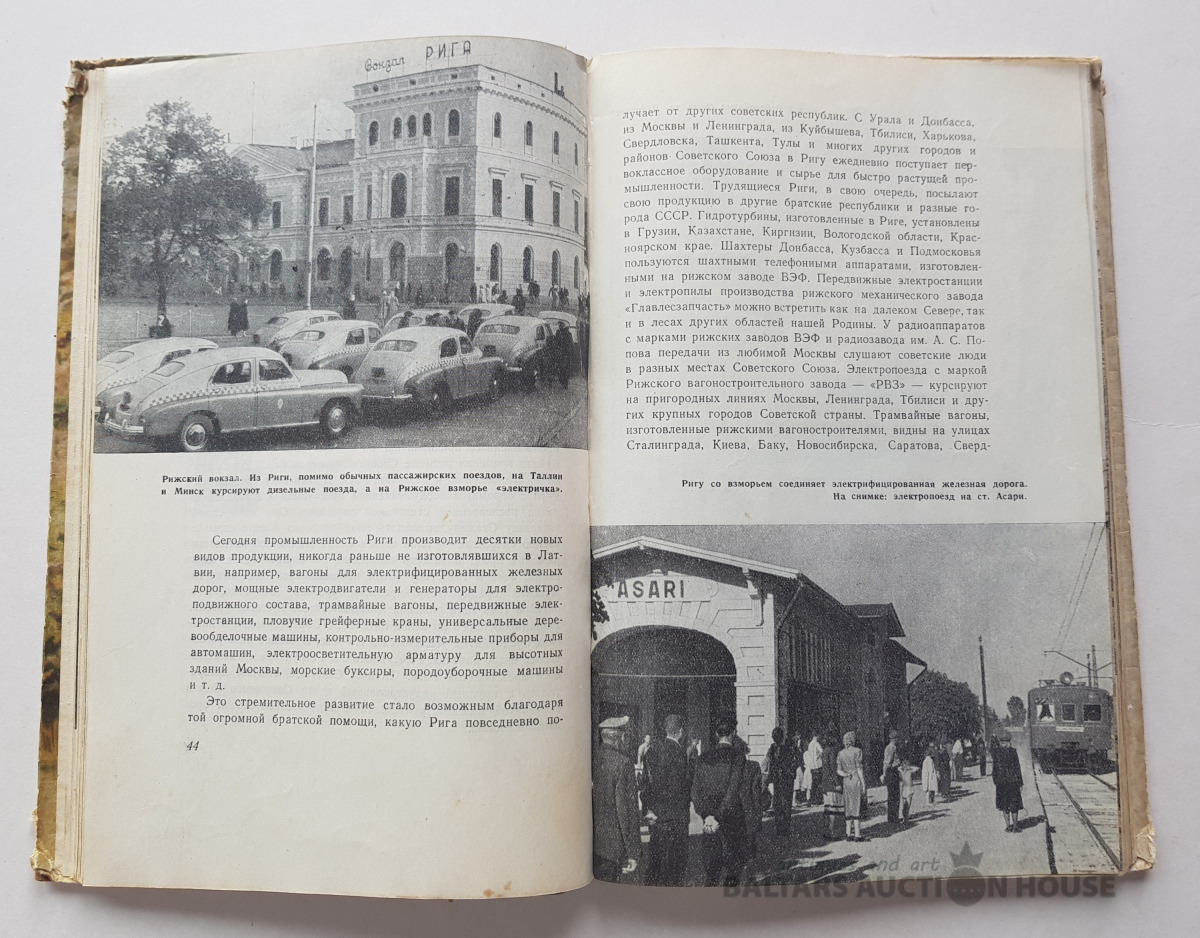 Вокзал РИГА
Рижский вокзал. Из Риги, помимо обычных пассажирских поездов, на Таллин
и Минск курсируют дизельные поезда, а на Рижское взморье «электричка».
Сегодня промышленность Риги производит десятки новых
видов продукции, никогда раньше не изготовлявшихся в Лат-
вии, например, вагоны для электрифицированных железных
дорог, мощные электродвигатели и генераторы для электро-
подвижного состава, трамвайные вагоны, передвижные элек-
тростанции, пловучие грейферные краны, универсальные дере-
вообделочные машины, контрольно-измерительные приборы для
автомашин, электроосветительную арматуру для высотных
зданий Москвы, морские буксиры, породоуборочные машины
и т. д.
Это стремительное развитие стало возможным благодаря
той огромной братской помощи, какую Рига повседневно по-
44
лучает от других советских республик. С Урала и Донбасса,
из Москвы и Ленинграда, из Куйбышева, Тбилиси, Харькова,
Свердловска, Ташкента, Тулы и многих других городов и
районов Советского Союза в Ригу ежедневно поступает пер-
воклассное оборудование и сырье для быстро растущей про-
мышленности. Трудящиеся Риги, в свою очередь, посылают
свою продукцию в другие братские республики и разные го-
рода СССР. Гидротурбины, изготовленные в Риге, установлены
в Грузии, Казахстане, Киргизии, Вологодской области, Крас-
ноярском крае. Шахтеры Донбасса, Кузбасса и Подмосковья
пользуются шахтными телефонными аппаратами, изготовлен-
ными на рижском заводе ВЭФ. Передвижные электростанции
и электропилы производства рижского механического завода
«Главлесзапчасть» можно встретить как на далеком Севере, так
и в лесах других областей нашей Родины. У радиоаппаратов
с марками рижских заводов ВЭФ и радиозавода им. А. С. По-
пова передачи из любимой Москвы слушают советские люди
в разных местах Советского Союза. Электропоезда с маркой
Рижского вагоностроительного завода — «РВЗ» — курсируют
на пригородных линиях Москвы, Ленинграда, Тбилиси и дру-
гих крупных городов Советской страны. Трамвайные вагоны,
изготовленные рижскими вагоностроителями, видны на улицах
Сталинграда, Киева, Баку, Новосибирска, Саратова, Сверд-
Ригу со взморьем соединяет электрифицированная железная дорога.
На снимке: электропоезд на ст. Асари.
ASARI
and art
BALTARS AUCTION HOUSE